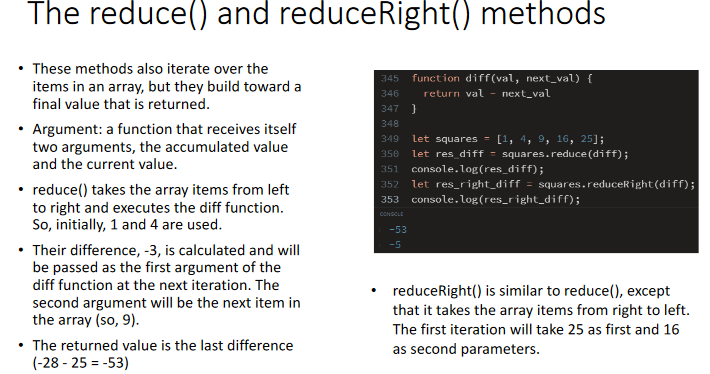 The reduce() and reduceRight() methods
• These methods also iterate over the
items in an array, but they build toward a
final value that is returned.
• Argument: a function that receives itself
two arguments, the accumulated value
and the current value.
• reduce() takes the array items from left
to right and executes the diff function.
So, initially, 1 and 4 are used.
• Their difference, -3, is calculated and will
be passed as the first argument of the
diff function at the next iteration. The
second argument will be the next item in
the array (so, 9).
• The returned value is the last difference
(-28 - 25 = -53)
345 function diff(val, next_val) {
346   return val - next_val
347 }
348
349 let squares = [1, 4, 9, 16, 25];
350 let res_diff = squares.reduce(diff);
351 console.log(res_diff);
352 let res_right_diff = squares.reduceRight(diff);
353 console.log(res_right_diff);
CONSOLE
-53
-5
• reduceRight() is similar to reduce(), except
that it takes the array items from right to left.
The first iteration will take 25 as first and 16
as second parameters.